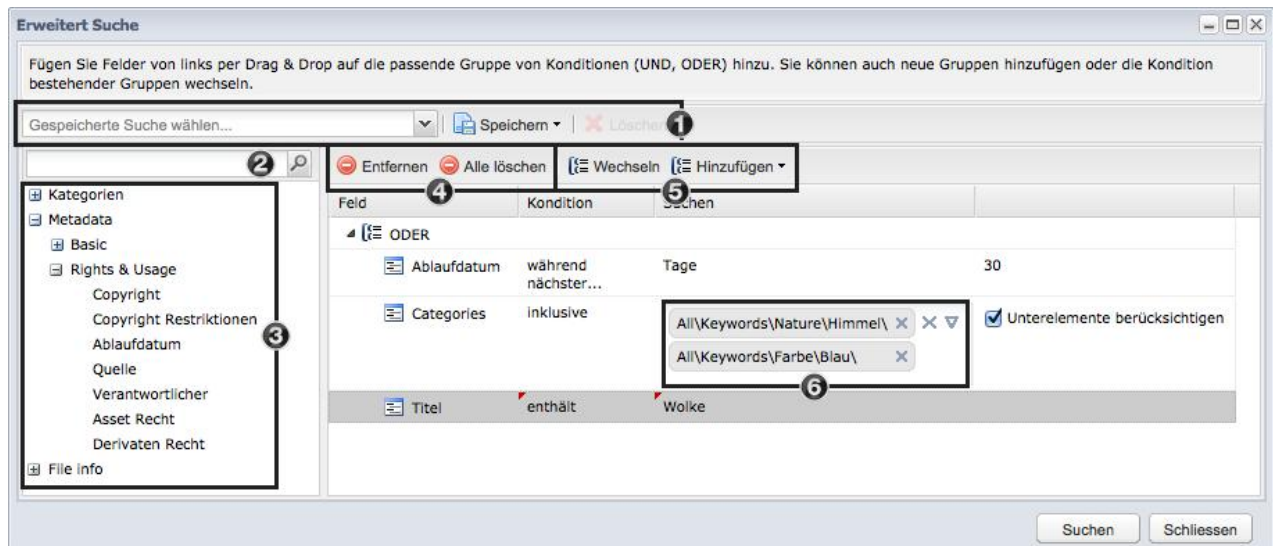 Erweitert Suche
Fügen Sie Felder von links per Drag & Drop auf die passende Gruppe von Konditionen (UND, ODER) hinzu. Sie können auch neue Gruppen hinzufügen oder die Kondition
bestehender Gruppen wechseln.
Gespeicherte Suche wählen... Speichern Löschen 1
2 Entfernen Alle löschen Wechseln Hinzufügen
4 5
Feld Kondition Suchen
Kategorien
Metadata
Basic
Rights & Usage
Copyright
Copyright Restriktionen
Ablaufdatum
Quelle
Verantwortlicher
Asset Recht
Derivaten Recht
File info
3
ODER
Ablaufdatum während nächster... Tage 30
Categories inklusive All\Keywords\Nature\Himmel\ Unterelemente berücksichtigen
All\Keywords\Farbe\Blau\
6
Titel enthält Wolke
Suchen Schliessen